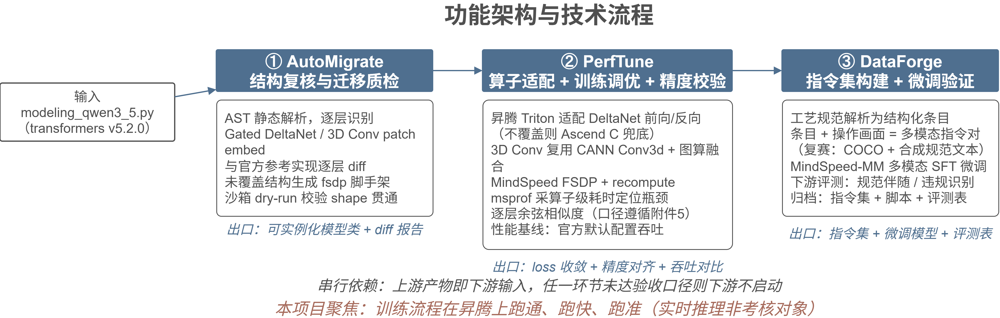 功能架构与技术流程
输入
modeling_qwen3_5.py
（transformers v5.2.0）
① AutoMigrate
结构复核与迁移质检
AST 静态解析，逐层识别
Gated DeltaNet / 3D Conv patch
embed
与官方参考实现逐层 diff
未覆盖结构生成 fsdp 脚手架
沙箱 dry-run 校验 shape 贯通
出口：可实例化模型类 + diff 报告
② PerfTune
算子适配 + 训练调优 + 精度校验
昇腾 Triton 适配 DeltaNet 前向/反向
（不覆盖则 Ascend C 兜底）
3D Conv 复用 CANN Conv3d + 图算融
合
MindSpeed FSDP + recompute
msprof 采算子级耗时定位瓶颈
逐层余弦相似度（口径遵循附件5）
性能基线：官方默认配置吞吐
出口：loss 收敛 + 精度对齐 + 吞吐对比
③ DataForge
指令集构建 + 微调验证
工艺规范解析为结构化条目
条目 + 操作画面 = 多模态指令对
（复赛：COCO + 合成规范文本）
MindSpeed-MM 多模态 SFT 微调
下游评测：规范伴随 / 违规识别
归档：指令集 + 脚本 + 评测表
出口：指令集 + 微调模型 + 评测表
串行依赖：上游产物即下游输入，任一环节未达验收口径则下游不启动
本项目聚焦：训练流程在昇腾上跑通、跑快、跑准（实时推理非考核对象）